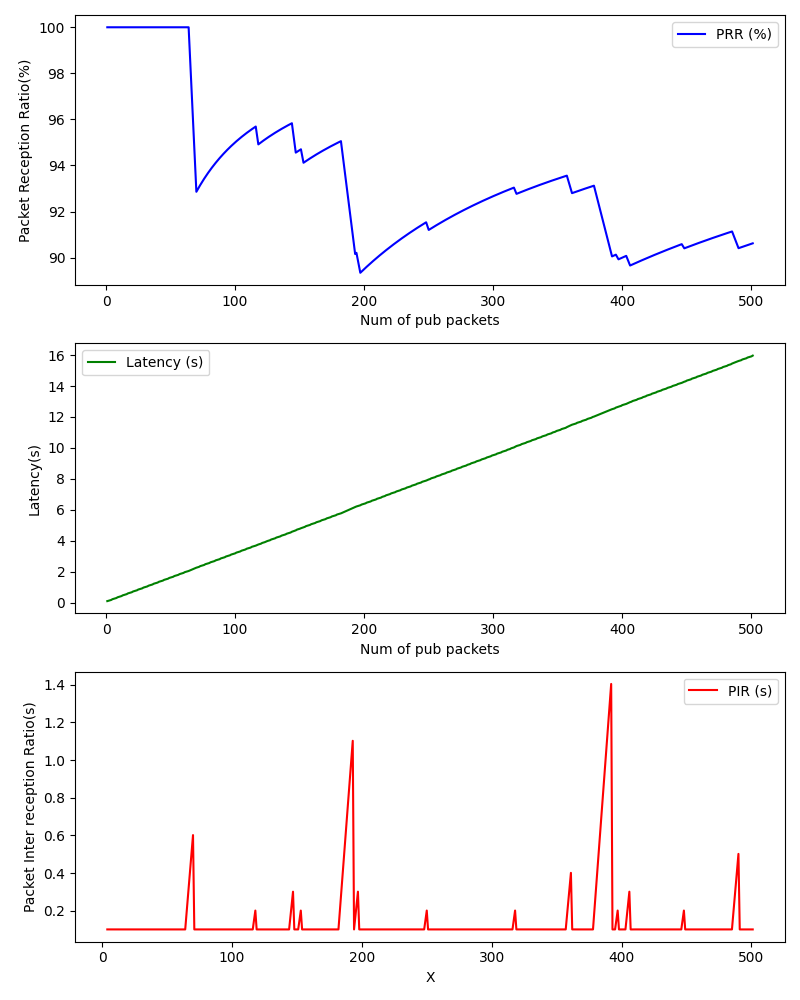 100
98
96
94
92
90
Packet Reception Ratio(%)
PRR (%)
0 100 200 300 400 500
Num of pub packets
16
14
12
10
8
6
4
2
0
Latency(s)
Latency (s)
0 100 200 300 400 500
Num of pub packets
1.4
1.2
1.0
0.8
0.6
0.4
0.2
Packet Inter reception Ratio(s)
PIR (s)
0 100 200 300 400 500
X